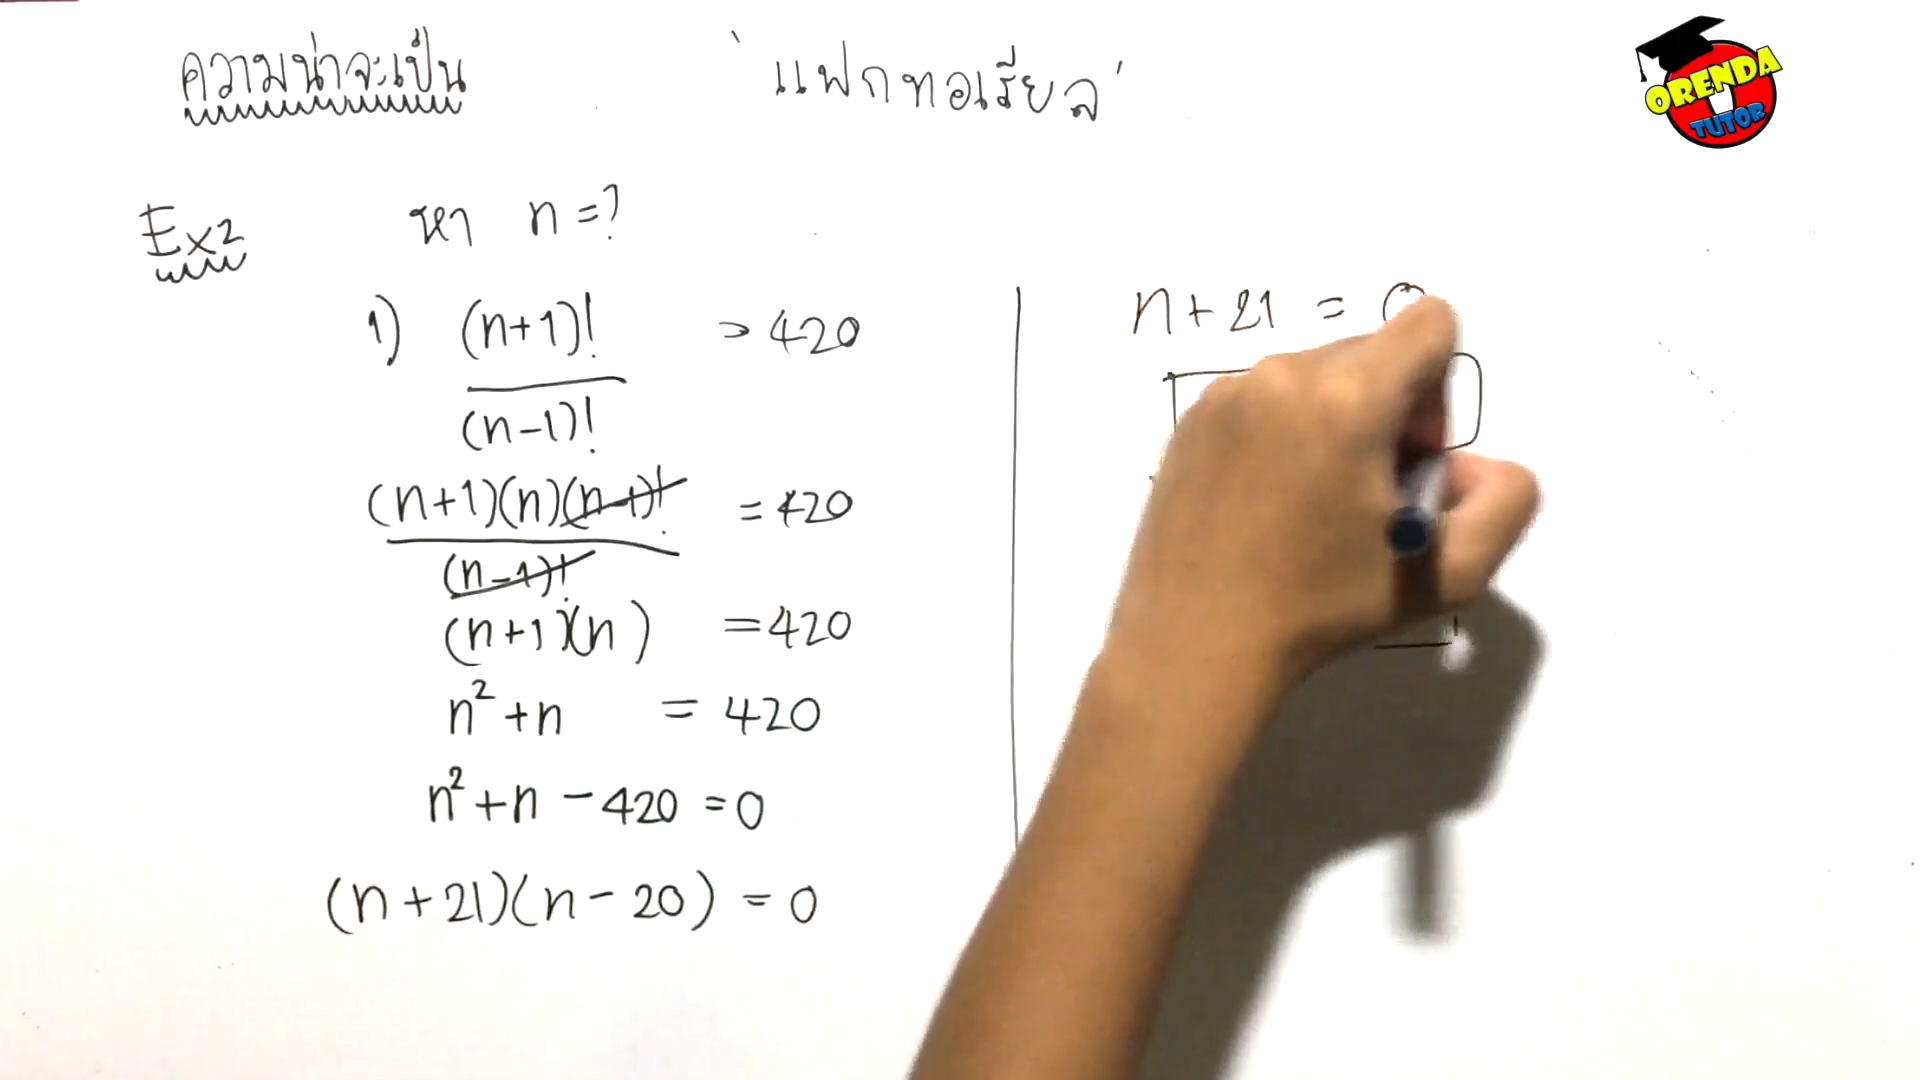 ความน่าจะเป็น 'แฟกทอเรียล'
ORENDA
TUTOR
Ex2 หา n = ?
1) (n+1)! = 420
(n-1)!
(n+1)(n)(n-1)! = 420
(n-1)!
(n+1)(n) = 420
n² + n = 420
n² + n - 420 = 0
(n + 21)(n - 20) = 0
n + 21 =